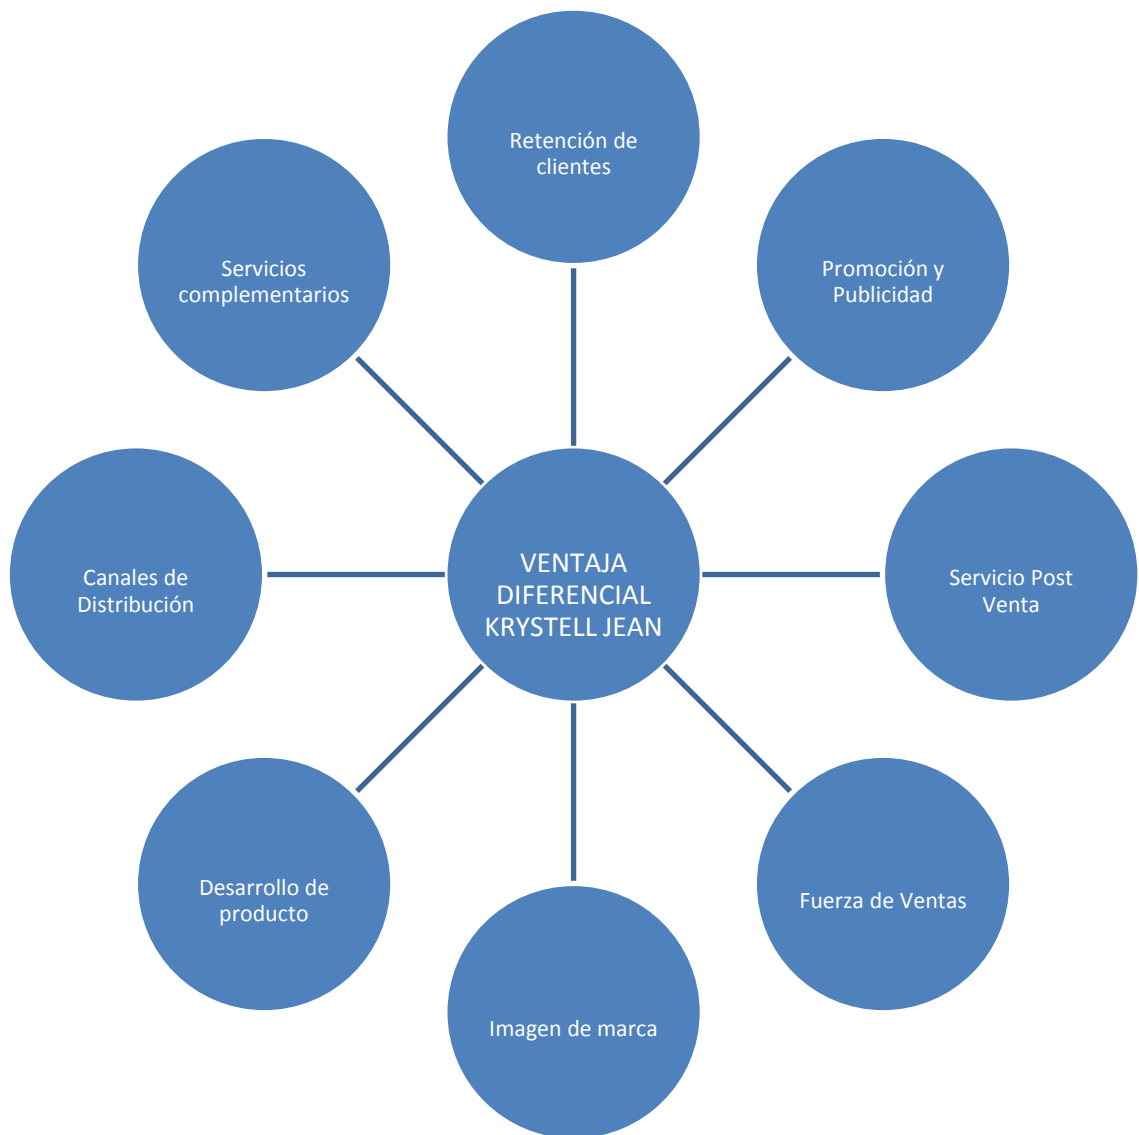 Retención de
clientes
Promoción y
Publicidad
Servicio Post
Venta
Fuerza de Ventas
Imagen de marca
Desarrollo de
producto
Canales de
Distribución
Servicios
complementarios
VENTAJA
DIFERENCIAL
KRYSTELL JEAN